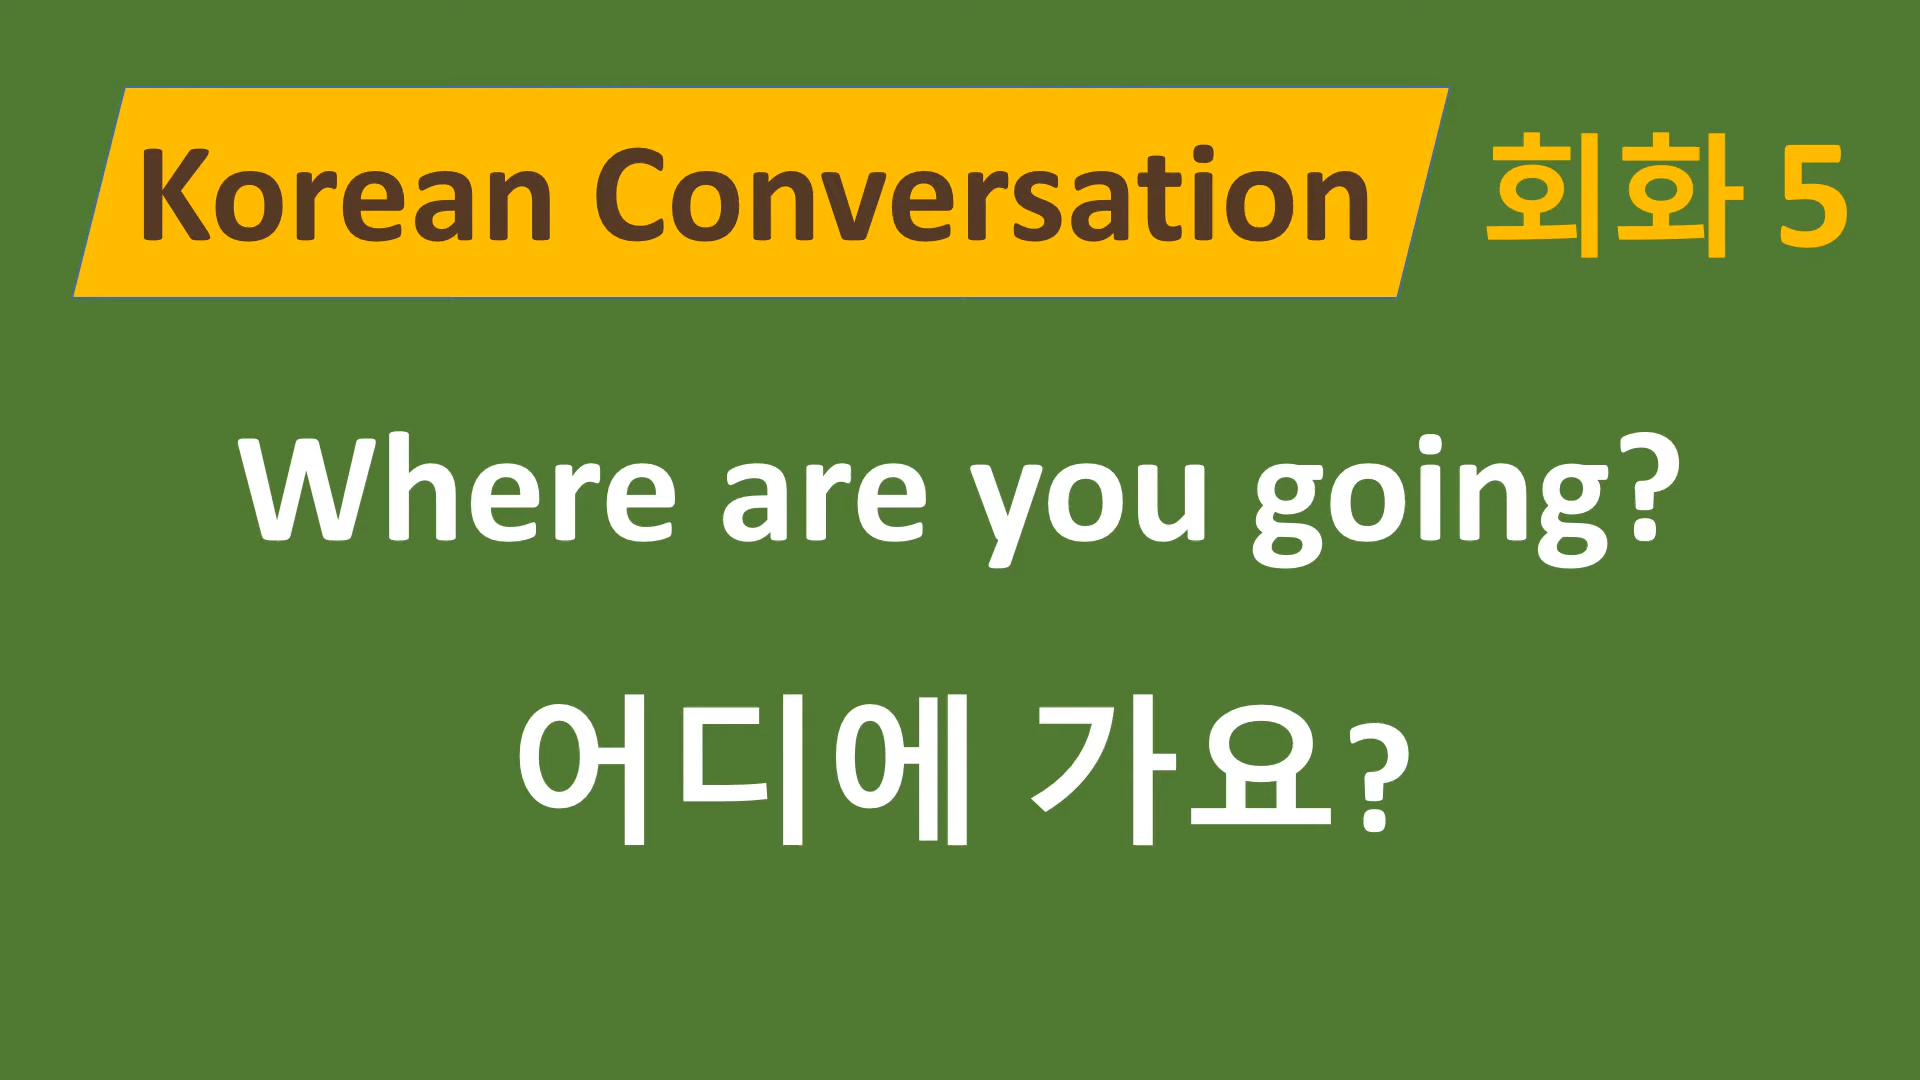 Korean Conversation 회화 5
Where are you going?
어디에 가요?